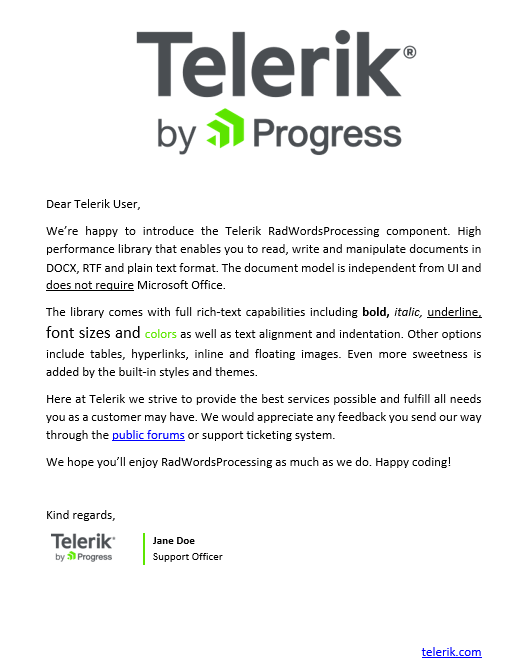 Telerik®
by Progress
Dear Telerik User,
We’re happy to introduce the Telerik RadWordsProcessing component. High
performance library that enables you to read, write and manipulate documents in
DOCX, RTF and plain text format. The document model is independent from UI and
does not require Microsoft Office.
The library comes with full rich-text capabilities including bold, italic, underline,
font sizes and colors as well as text alignment and indentation. Other options
include tables, hyperlinks, inline and floating images. Even more sweetness is
added by the built-in styles and themes.
Here at Telerik we strive to provide the best services possible and fulfill all needs
you as a customer may have. We would appreciate any feedback you send our way
through the public forums or support ticketing system.
We hope you’ll enjoy RadWordsProcessing as much as we do. Happy coding!
Kind regards,
Telerik®
by Progress
Jane Doe
Support Officer
telerik.com